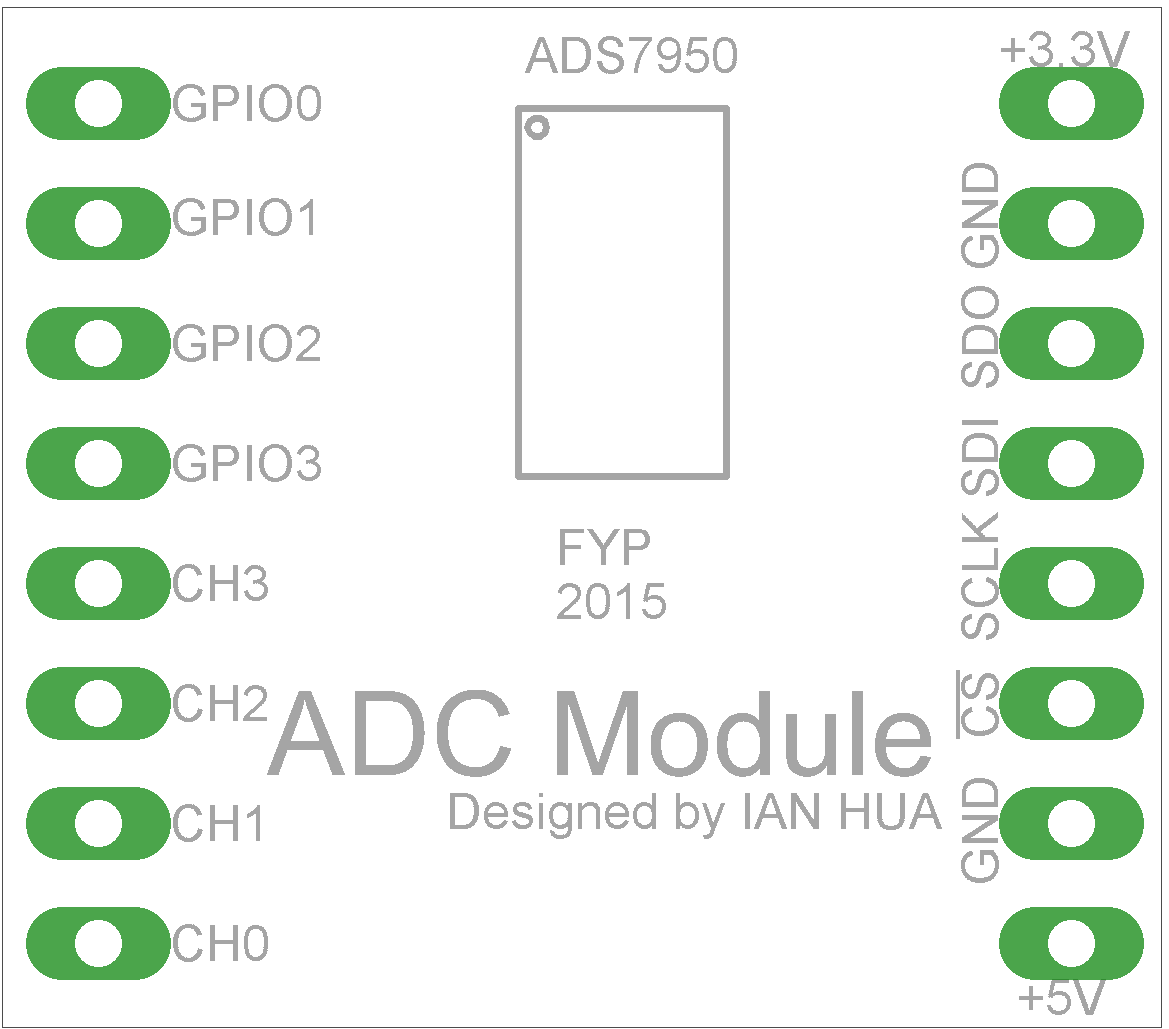 ADS7950
+3.3V
GPIO0
GPIO1
GND
GPIO2
SDO
GPIO3
SDI
FYP
2015
CH3
SCLK
CH2
ADC Module
C̅S̅
Designed by IAN HUA
CH1
GND
CH0
+5V